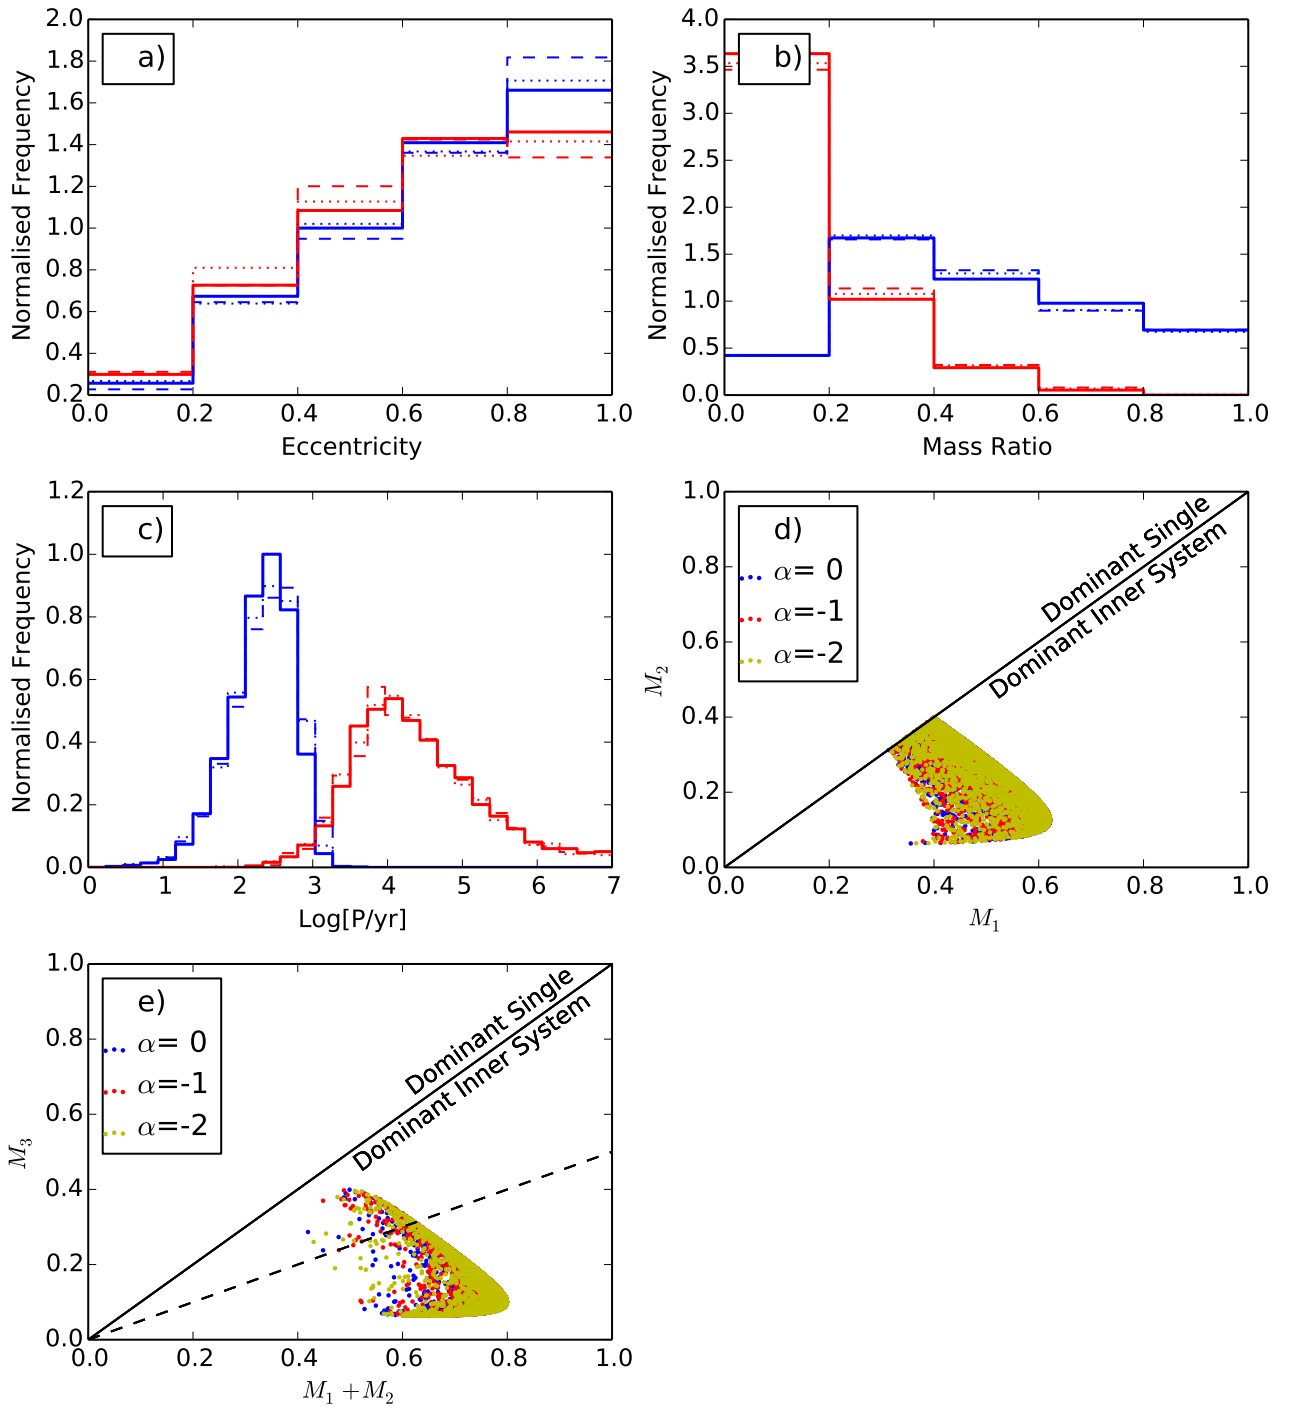 a)
Normalised Frequency
2.0
1.8
1.6
1.4
1.2
1.0
0.8
0.6
0.4
0.2
0.0 0.2 0.4 0.6 0.8 1.0
Eccentricity
b)
Normalised Frequency
4.0
3.5
3.0
2.5
2.0
1.5
1.0
0.5
0.0
0.0 0.2 0.4 0.6 0.8 1.0
Mass Ratio
c)
Normalised Frequency
1.2
1.0
0.8
0.6
0.4
0.2
0.0
0 1 2 3 4 5 6 7
Log[P/yr]
d)
α= 0
α=-1
α=-2
Dominant Single
Dominant Inner System
M₂
1.0
0.8
0.6
0.4
0.2
0.0
0.0 0.2 0.4 0.6 0.8 1.0
M₁
e)
α= 0
α=-1
α=-2
Dominant Single
Dominant Inner System
M₃
1.0
0.8
0.6
0.4
0.2
0.0
0.0 0.2 0.4 0.6 0.8 1.0
M₁ + M₂